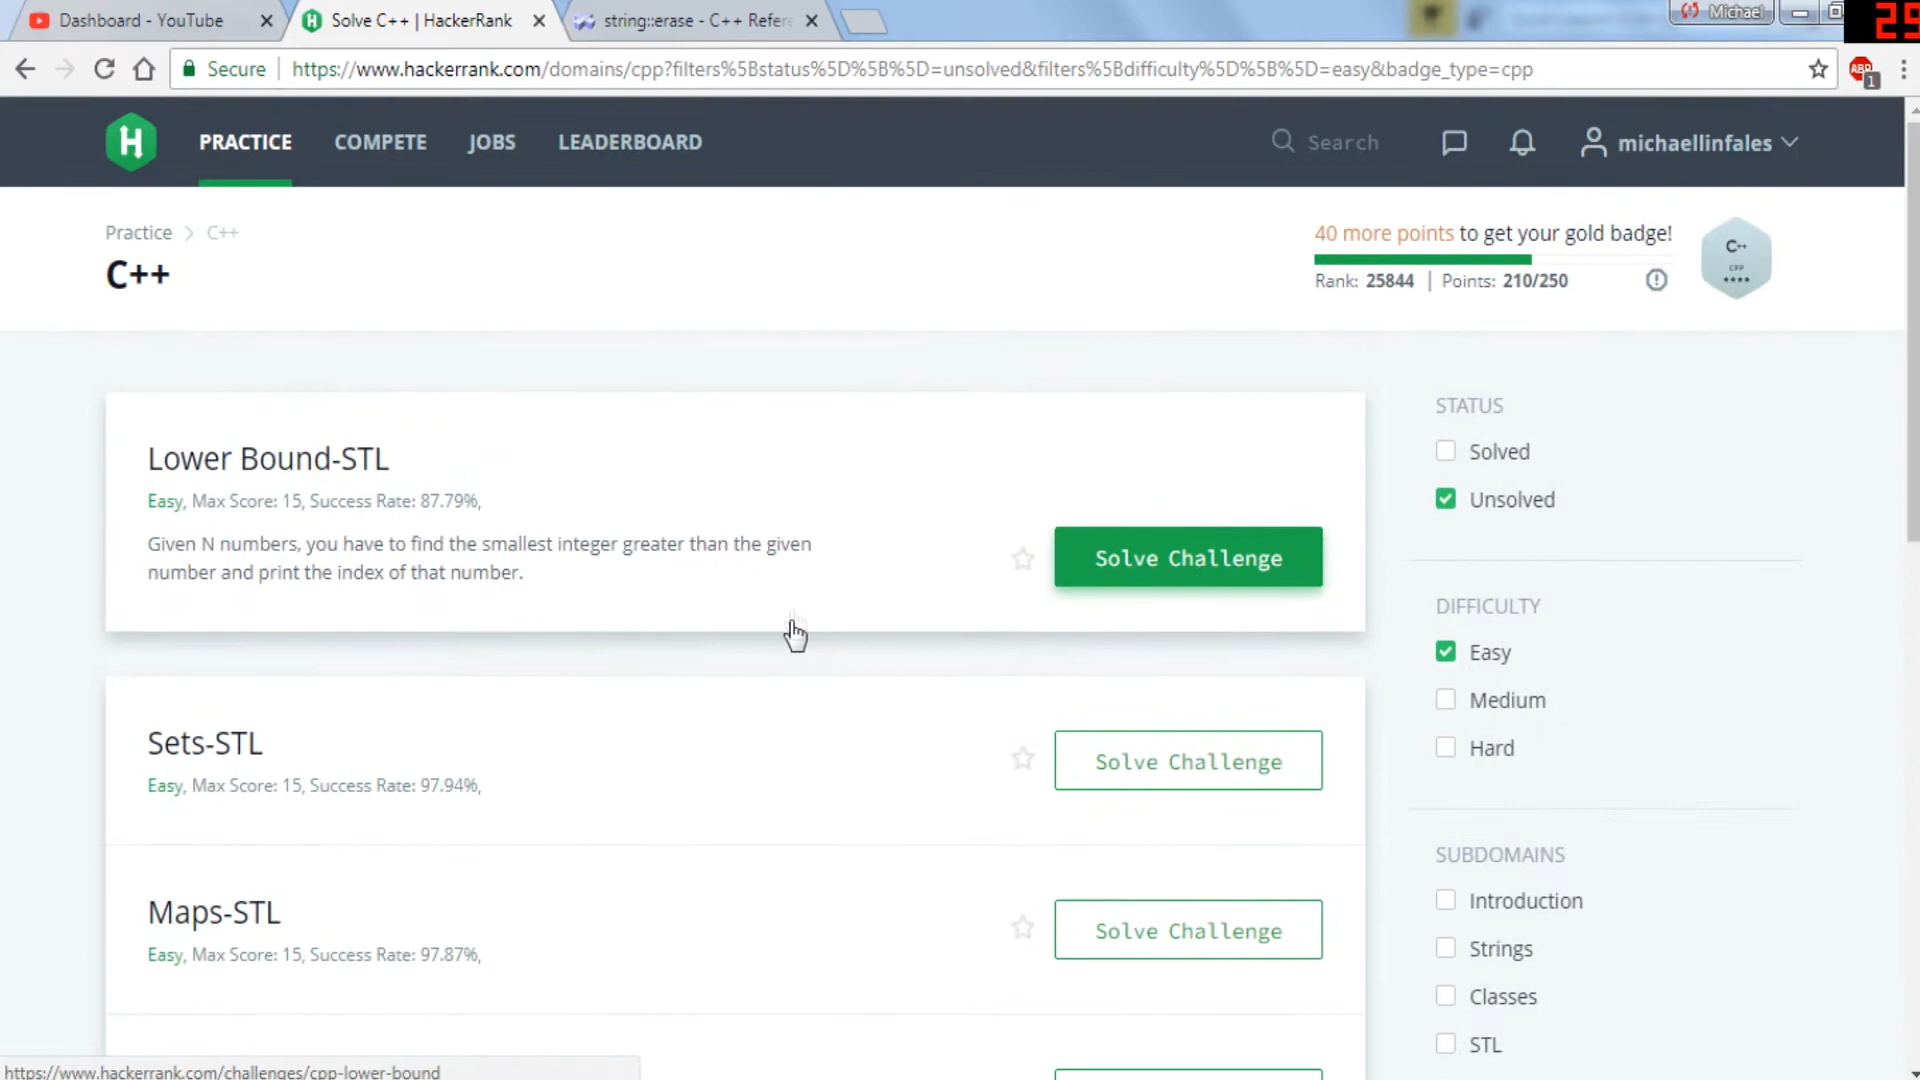 Dashboard - YouTube
Solve C++ | HackerRank
string::erase - C++ Refere
Michael
29
Secure
https://www.hackerrank.com/domains/cpp?filters%5Bstatus%5D%5B%5D=unsolved&filters%5Bdifficulty%5D%5B%5D=easy&badge_type=cpp
ABP
1
H
PRACTICE
COMPETE
JOBS
LEADERBOARD
Search
michaellinfales
Practice
C++
C++
40 more points to get your gold badge!
Rank: 25844 | Points: 210/250
C++
CPP
Lower Bound-STL
Easy, Max Score: 15, Success Rate: 87.79%,
Given N numbers, you have to find the smallest integer greater than the given
number and print the index of that number.
Solve Challenge
Sets-STL
Easy, Max Score: 15, Success Rate: 97.94%,
Solve Challenge
Maps-STL
Easy, Max Score: 15, Success Rate: 97.87%,
Solve Challenge
STATUS
Solved
Unsolved
DIFFICULTY
Easy
Medium
Hard
SUBDOMAINS
Introduction
Strings
Classes
STL
https://www.hackerrank.com/challenges/cpp-lower-bound